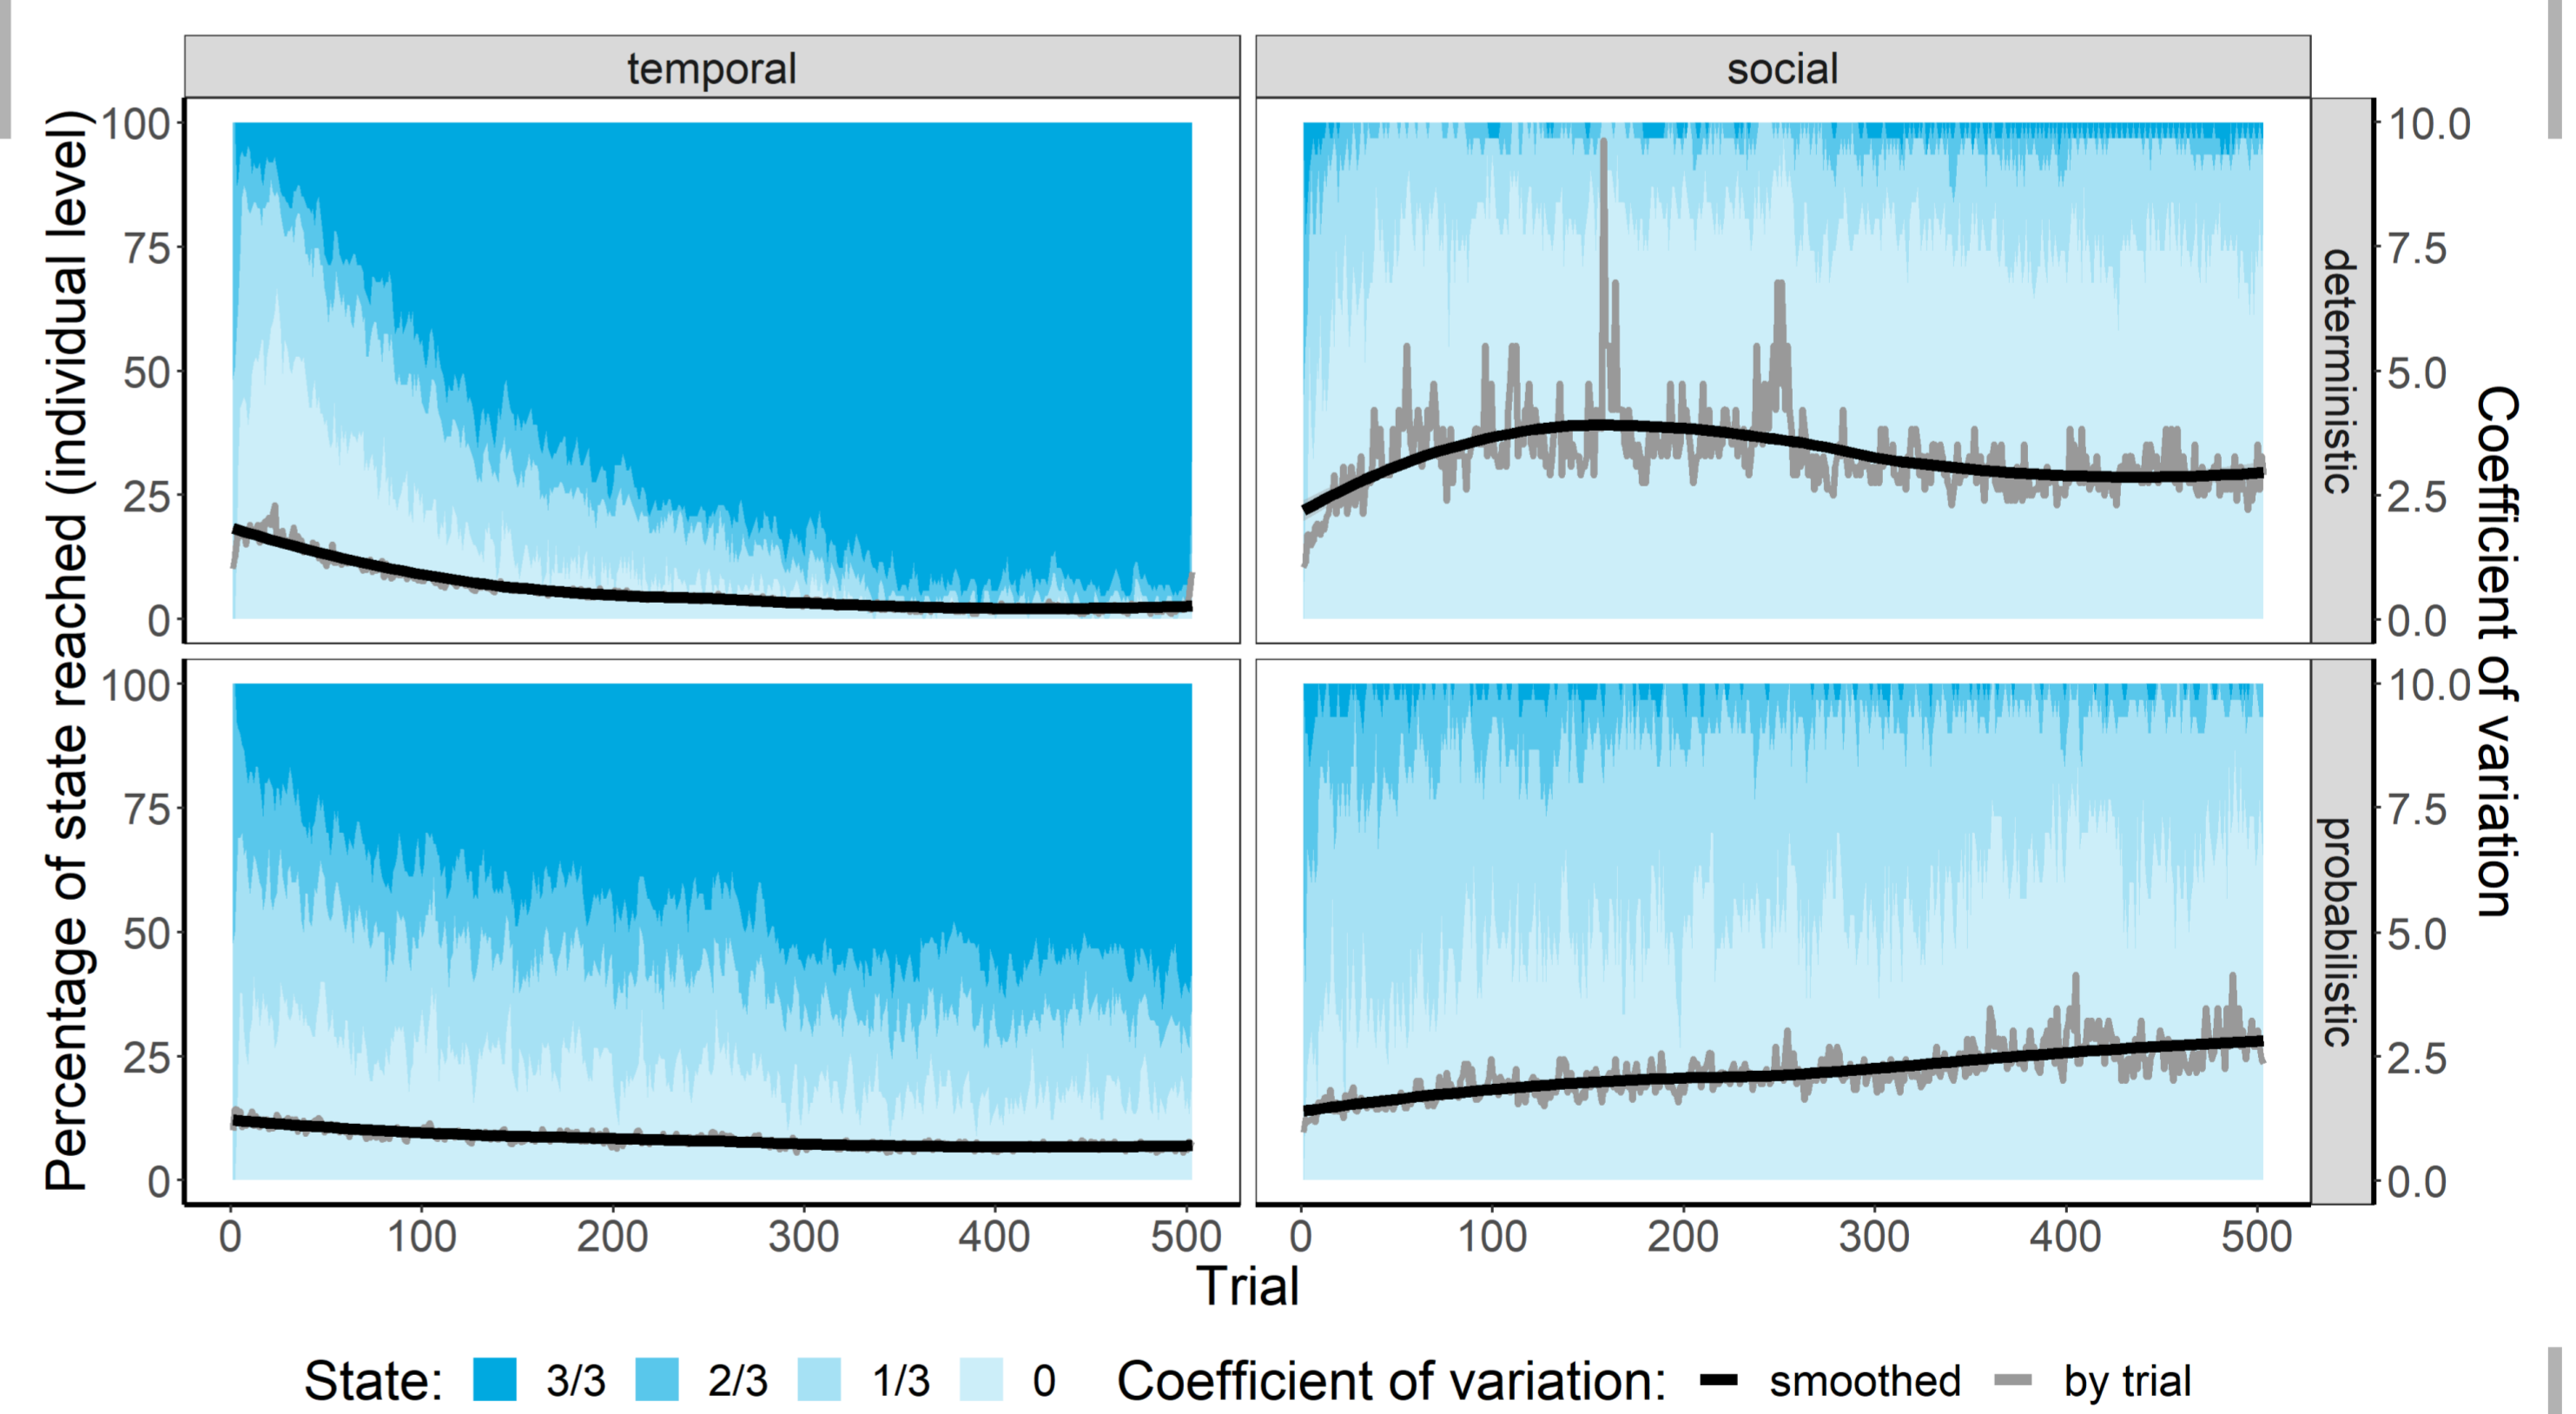 temporal
social
Percentage of state reached (individual level)
100
75
50
25
0
10.0
7.5
5.0
2.5
0.0
deterministic
Coefficient of variation
100
75
50
25
0
10.0
7.5
5.0
2.5
0.0
probabilistic
0 100 200 300 400 500
0 100 200 300 400 500
Trial
State: 3/3 2/3 1/3 0 Coefficient of variation: smoothed by trial